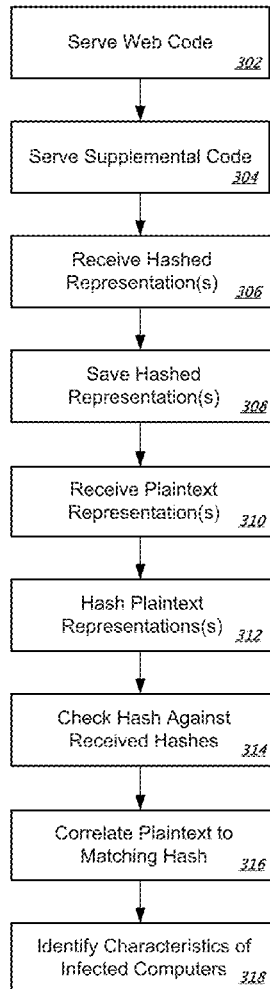 Serve Web Code
302
Serve Supplemental Code
304
Receive Hashed
Representation(s)
306
Save Hashed
Representation(s)
308
Receive Plaintext
Representation(s)
310
Hash Plaintext
Representations(s)
312
Check Hash Against
Received Hashes
314
Correlate Plaintext to
Matching Hash
316
Identify Characteristics of
Infected Computers
318